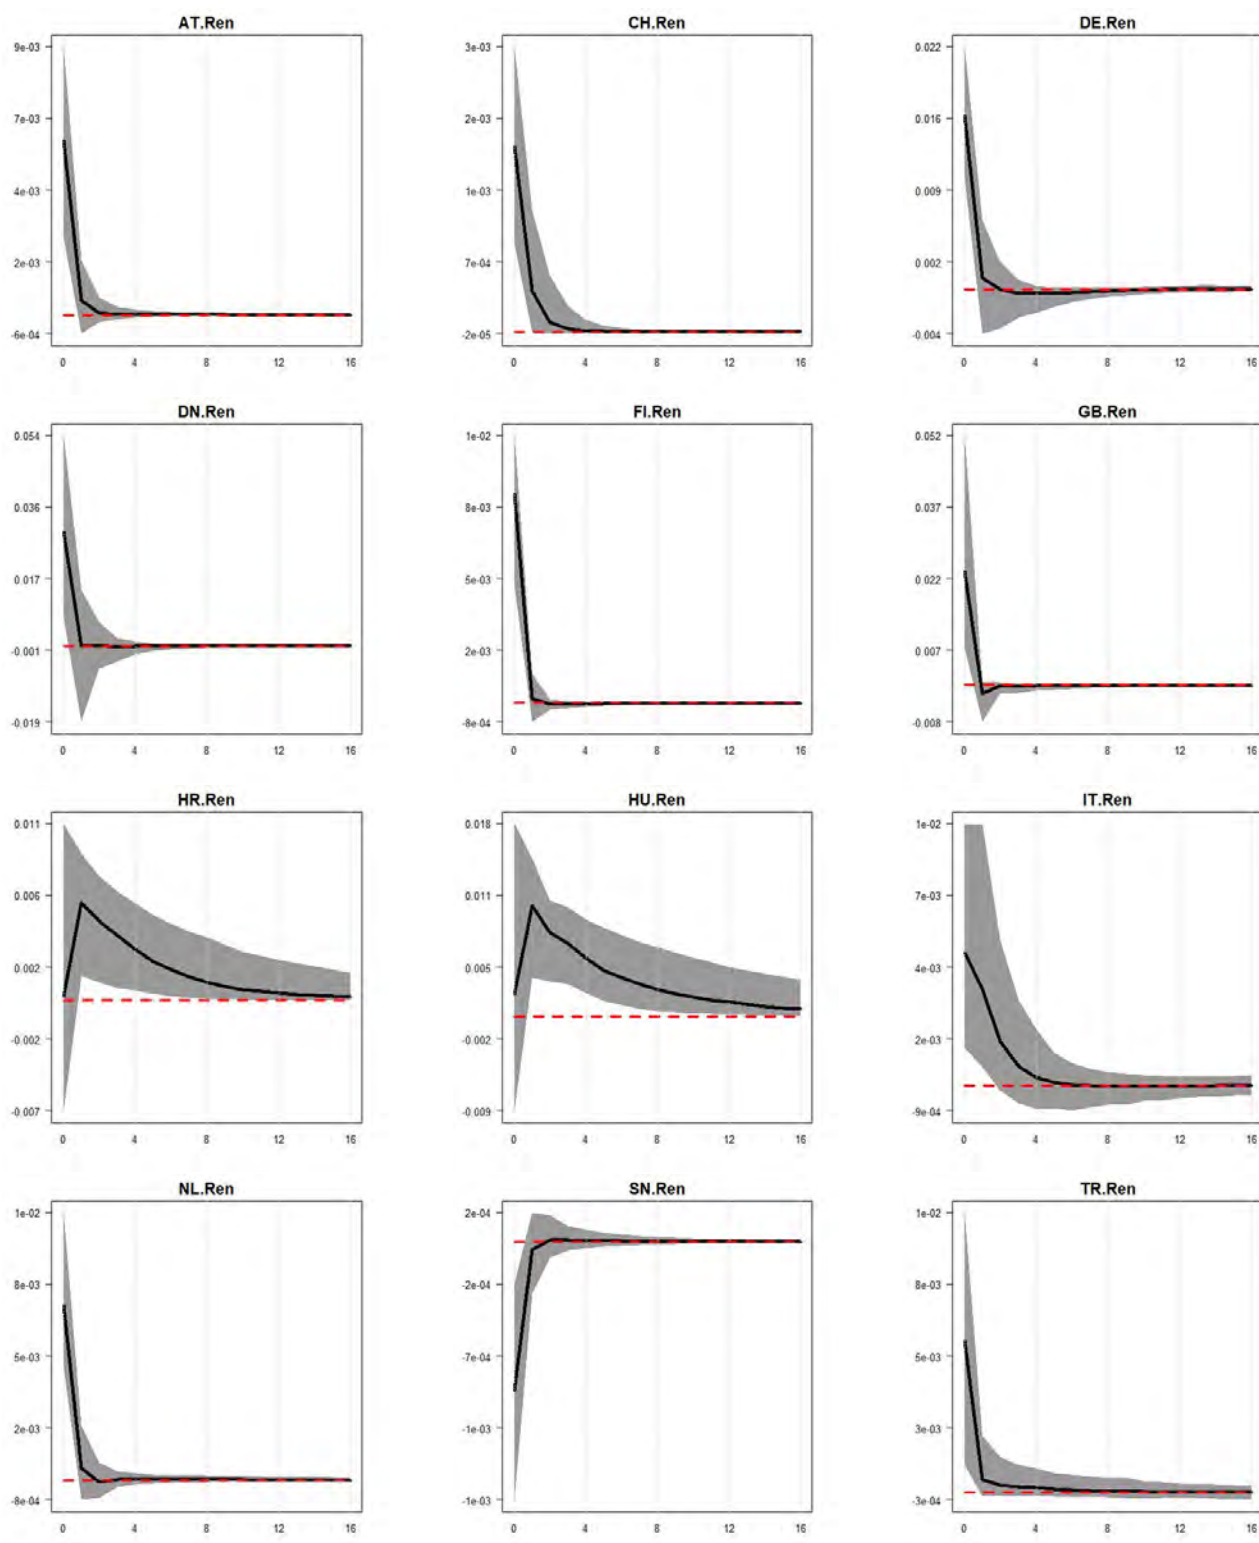 AT.Ren CH.Ren DE.Ren
9e-03 3e-03 0.022
7e-03 2e-03 0.016
4e-03 1e-03 0.009
2e-03 7e-04 0.002
-6e-04 -2e-05 -0.004
0 4 8 12 16 0 4 8 12 16 0 4 8 12 16
DN.Ren FI.Ren GB.Ren
0.054 1e-02 0.052
0.036 8e-03 0.037
0.017 5e-03 0.022
-0.001 2e-03 0.007
-0.019 -8e-04 -0.008
0 4 8 12 16 0 4 8 12 16 0 4 8 12 16
HR.Ren HU.Ren IT.Ren
0.011 0.018 1e-02
0.006 0.011 7e-03
0.002 0.005 4e-03
-0.002 -0.002 2e-03
-0.007 -0.009 -9e-04
0 4 8 12 16 0 4 8 12 16 0 4 8 12 16
NL.Ren SN.Ren TR.Ren
1e-02 2e-04 1e-02
8e-03 -2e-04 8e-03
5e-03 -7e-04 5e-03
2e-03 -1e-03 3e-03
-8e-04 -1e-03 -3e-04
0 4 8 12 16 0 4 8 12 16 0 4 8 12 16